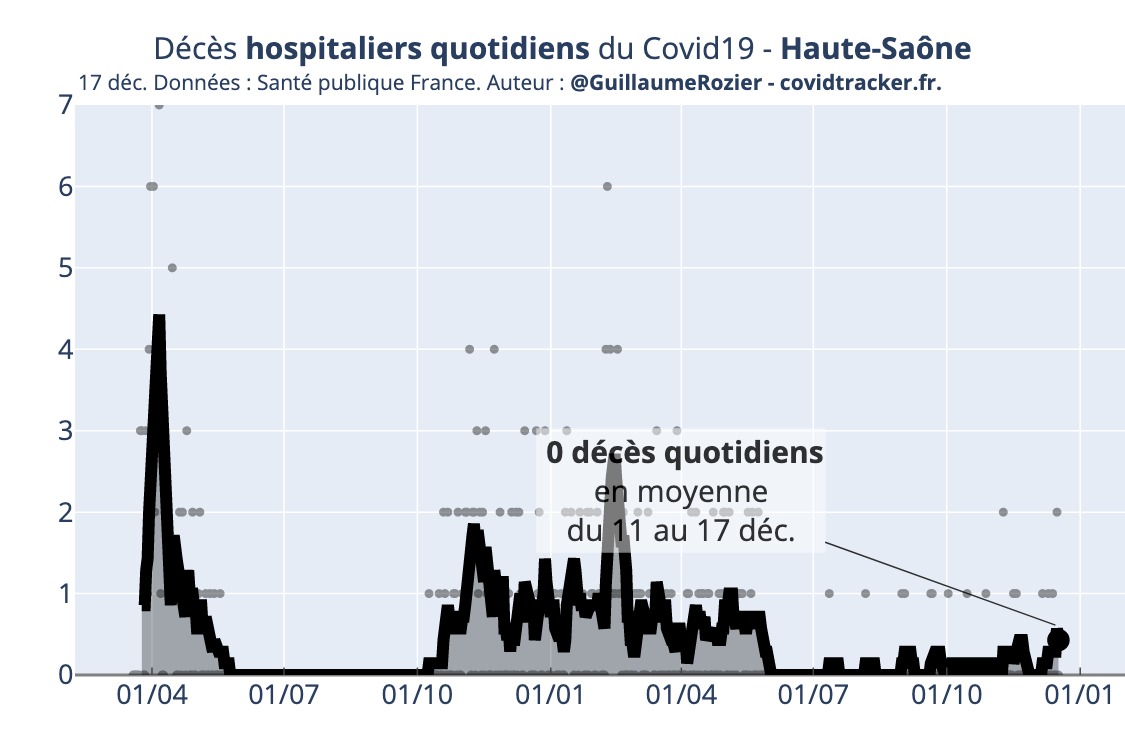 Décès hospitaliers quotidiens du Covid19 - Haute-Saône
17 déc. Données : Santé publique France. Auteur : @GuillaumeRozier - covidtracker.fr.
7
6
5
4
3
2
1
0
0 décès quotidiens
en moyenne
du 11 au 17 déc.
01/04 01/07 01/10 01/01 01/04 01/07 01/10 01/01